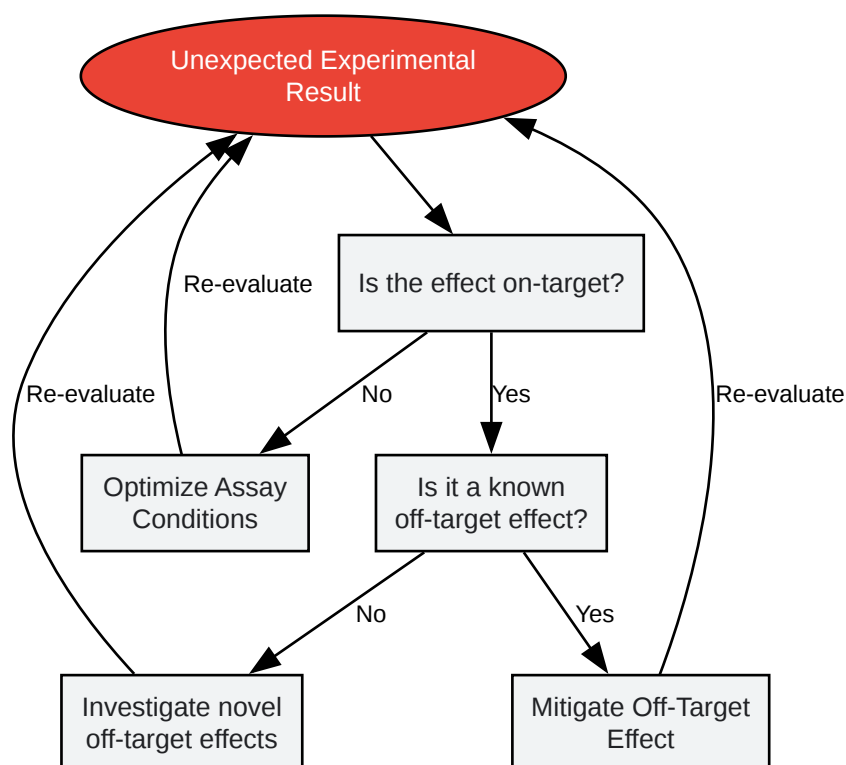 Unexpected Experimental
Result
Is the effect on-target?
Re-evaluate
Re-evaluate
No
Yes
Re-evaluate
Optimize Assay
Conditions
Is it a known
off-target effect?
No
Yes
Investigate novel
off-target effects
Mitigate Off-Target
Effect